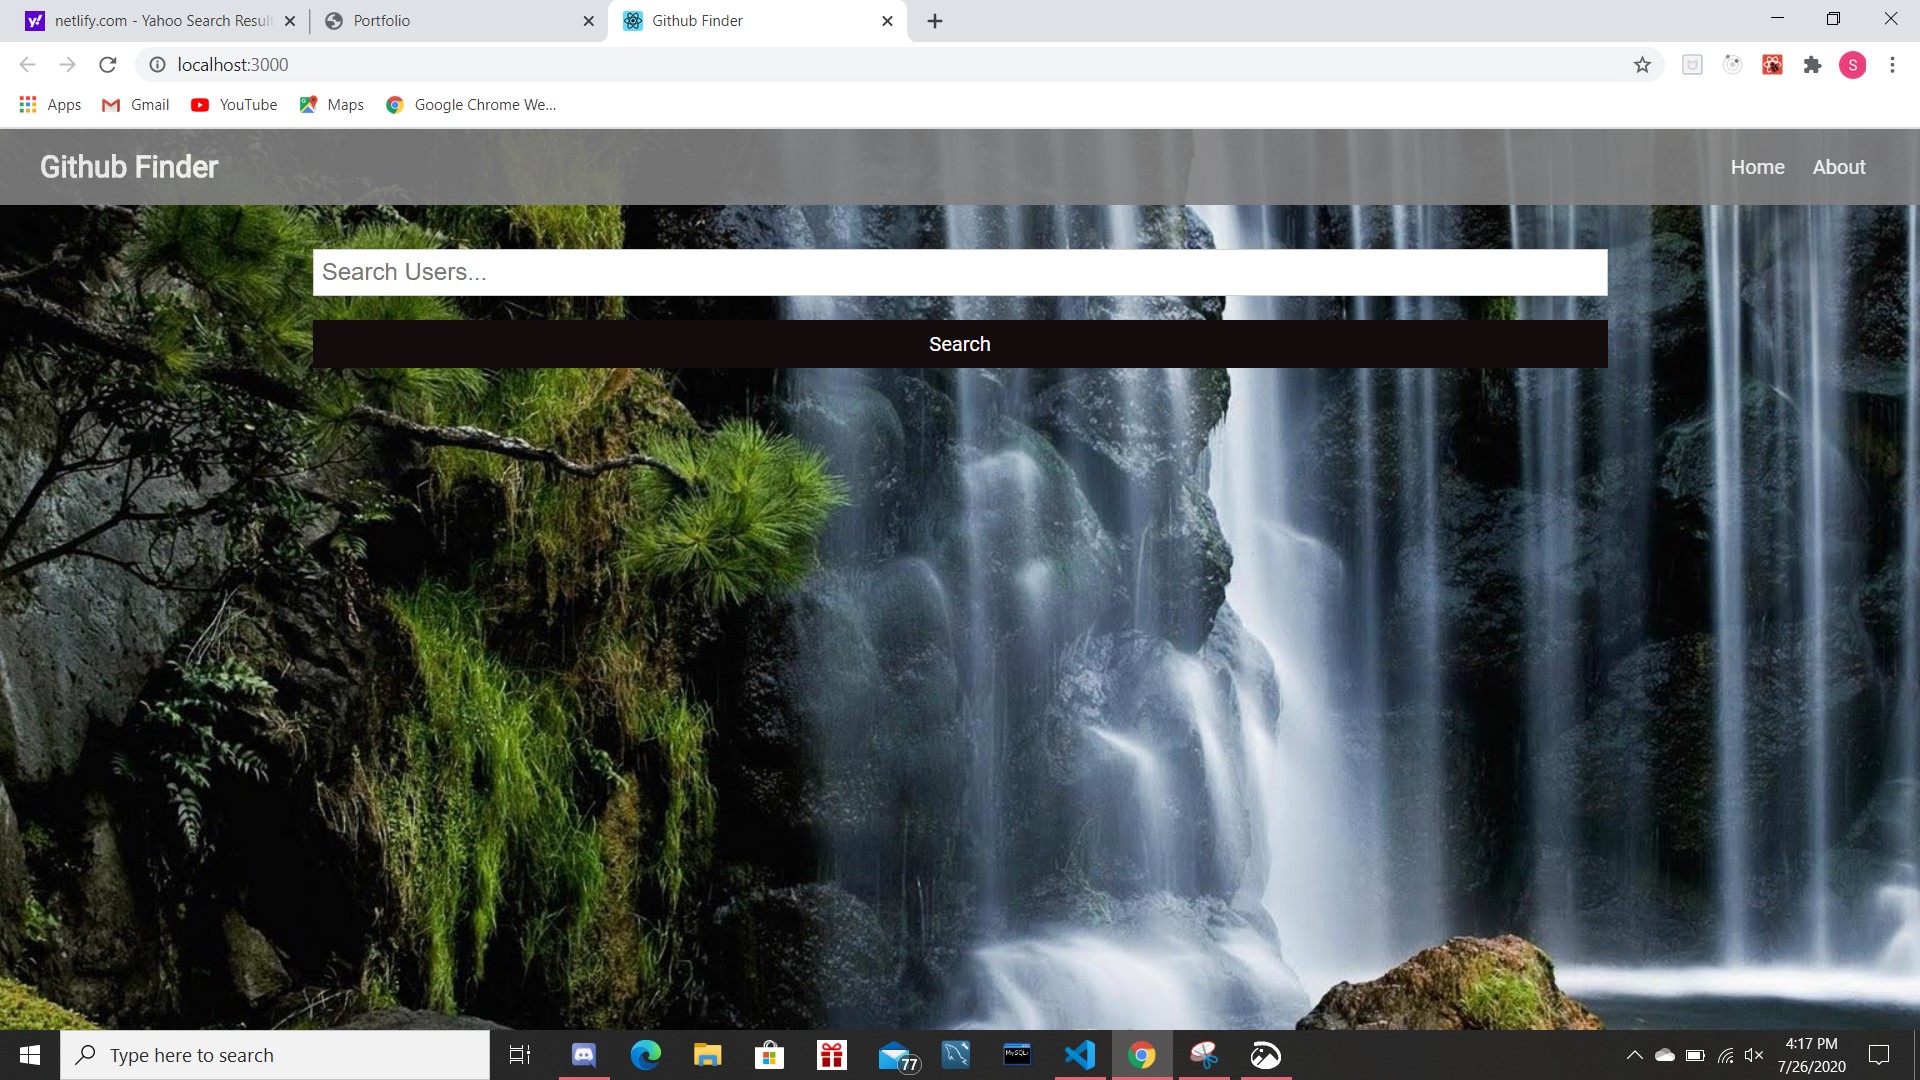 netlify.com - Yahoo Search Result
Portfolio
Github Finder
localhost:3000
S
Apps
Gmail
YouTube
Maps
Google Chrome We...
Github Finder
Home
About
Search Users...
Search
Type here to search
77
MySQL
4:17 PM
7/26/2020